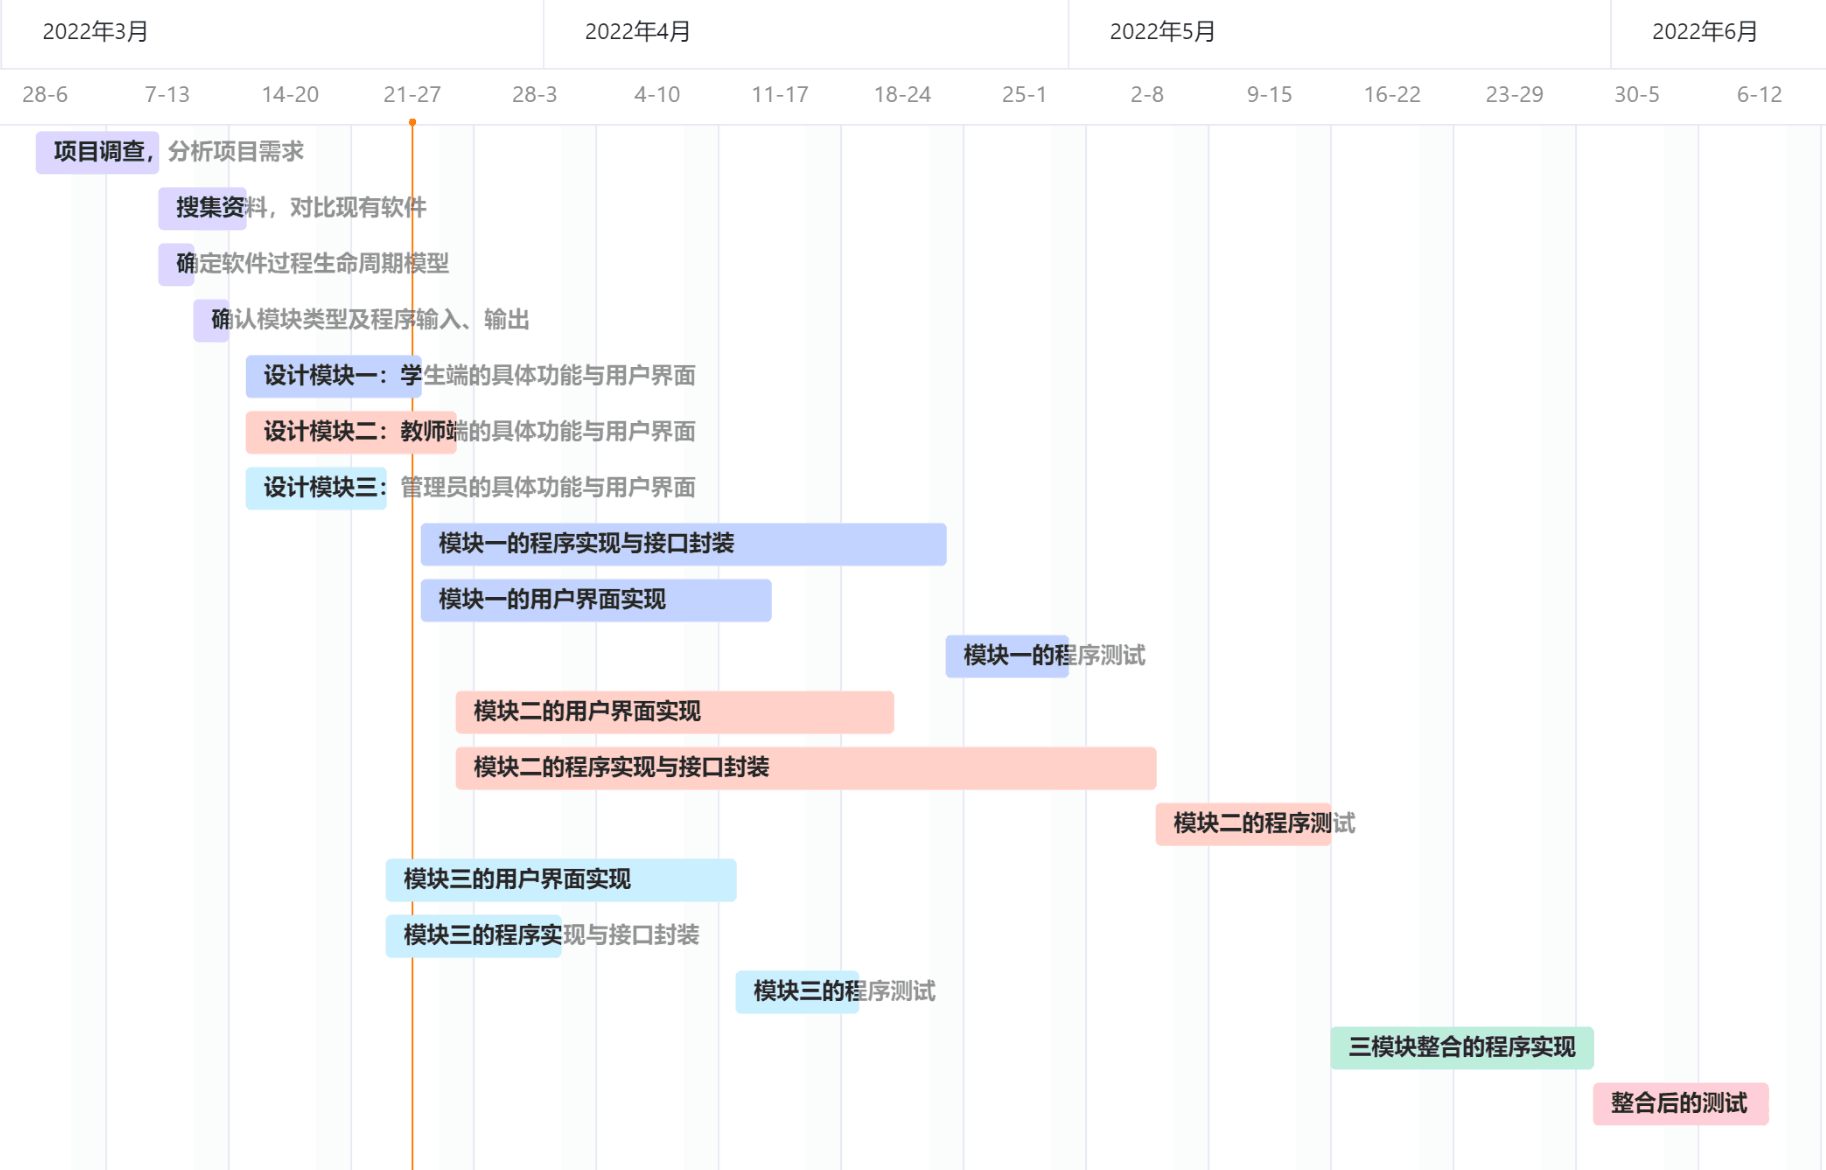 2022年3月
2022年4月
2022年5月
2022年6月
28-6
7-13
14-20
21-27
28-3
4-10
11-17
18-24
25-1
2-8
9-15
16-22
23-29
30-5
6-12
项目调查，分析项目需求
搜集资料，对比现有软件
确定软件过程生命周期模型
确认模块类型及程序输入、输出
设计模块一：学生端的具体功能与用户界面
设计模块二：教师端的具体功能与用户界面
设计模块三：管理员的具体功能与用户界面
模块一的程序实现与接口封装
模块一的用户界面实现
模块一的程序测试
模块二的用户界面实现
模块二的程序实现与接口封装
模块二的程序测试
模块三的用户界面实现
模块三的程序实现与接口封装
模块三的程序测试
三模块整合的程序实现
整合后的测试